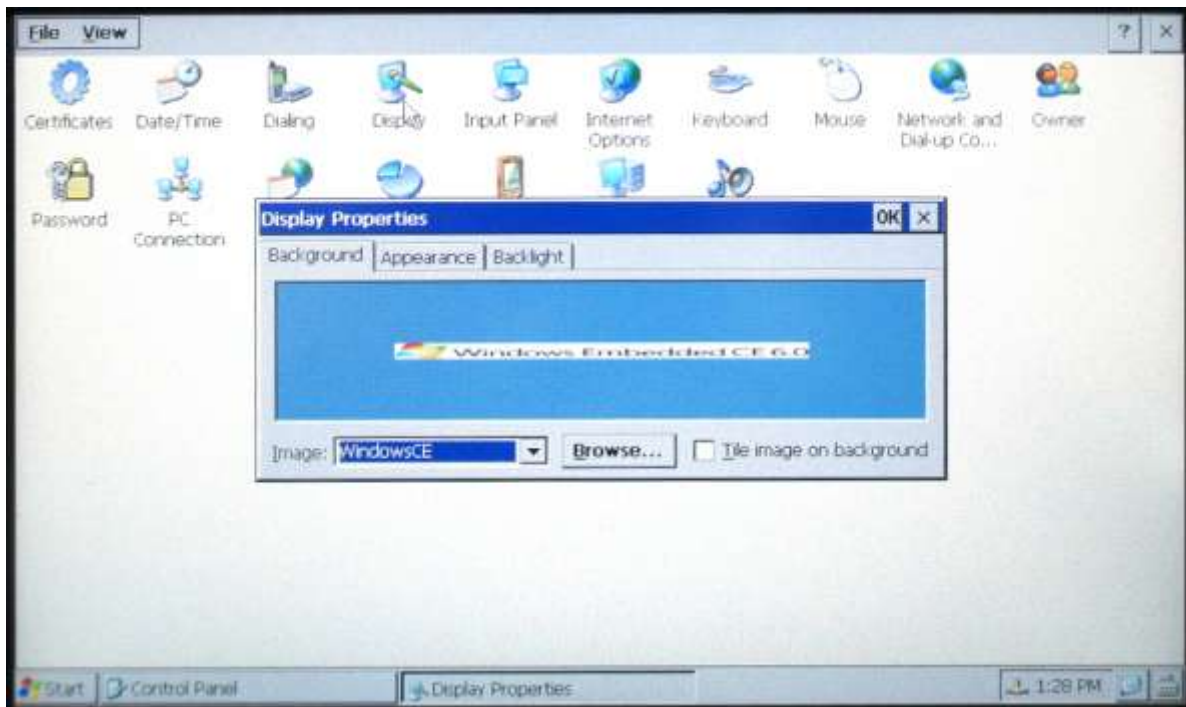 File View ? ×
Certificates Date/Time Dialing Display Input Panel Internet Options Keyboard Mouse Network and Dial-up Co... Owner
Password PC Connection
Display Properties OK ×
Background Appearance Backlight
Windows Embedded CE 6.0
Image: WindowsCE Browse... Tile image on background
Start Control Panel Display Properties 1:28 PM